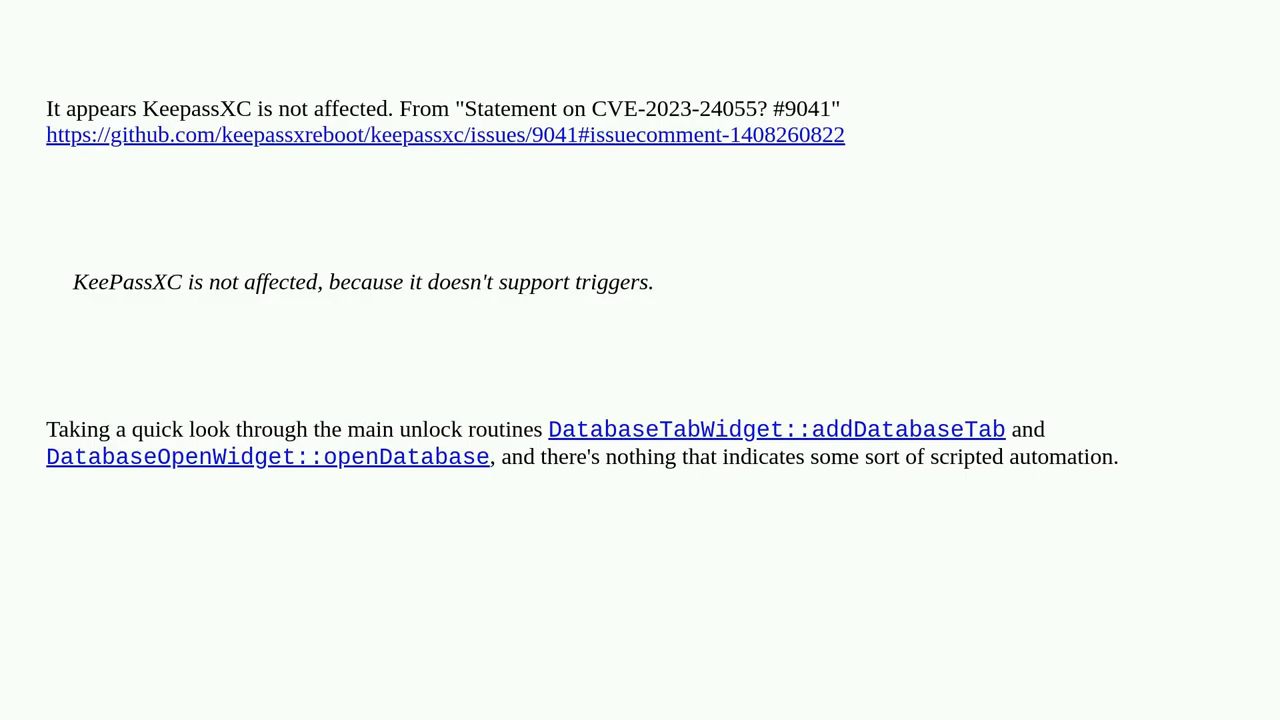 It appears KeepassXC is not affected. From "Statement on CVE-2023-24055? #9041"
https://github.com/keepassxreboot/keepassxc/issues/9041#issuecomment-1408260822
KeePassXC is not affected, because it doesn't support triggers.
Taking a quick look through the main unlock routines DatabaseTabWidget::addDatabaseTab and
DatabaseOpenWidget::openDatabase, and there's nothing that indicates some sort of scripted automation.